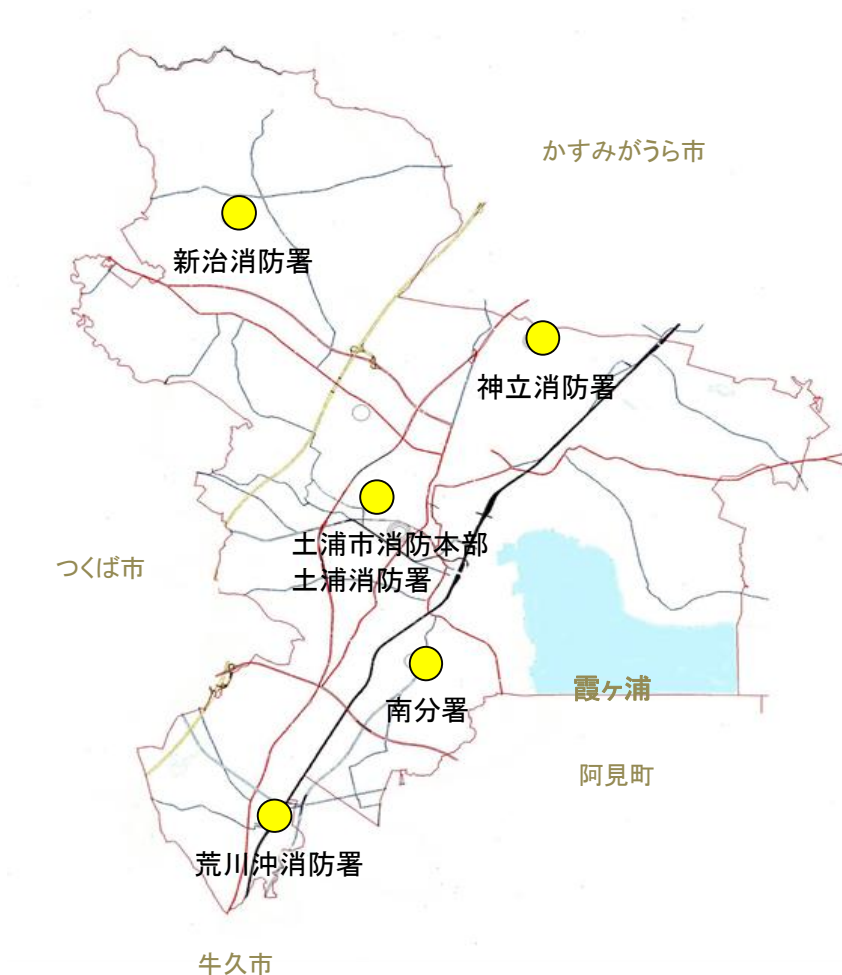 かすみがうら市
新治消防署
神立消防署
土浦市消防本部
土浦消防署
つくば市
霞ヶ浦
南分署
阿見町
荒川沖消防署
牛久市